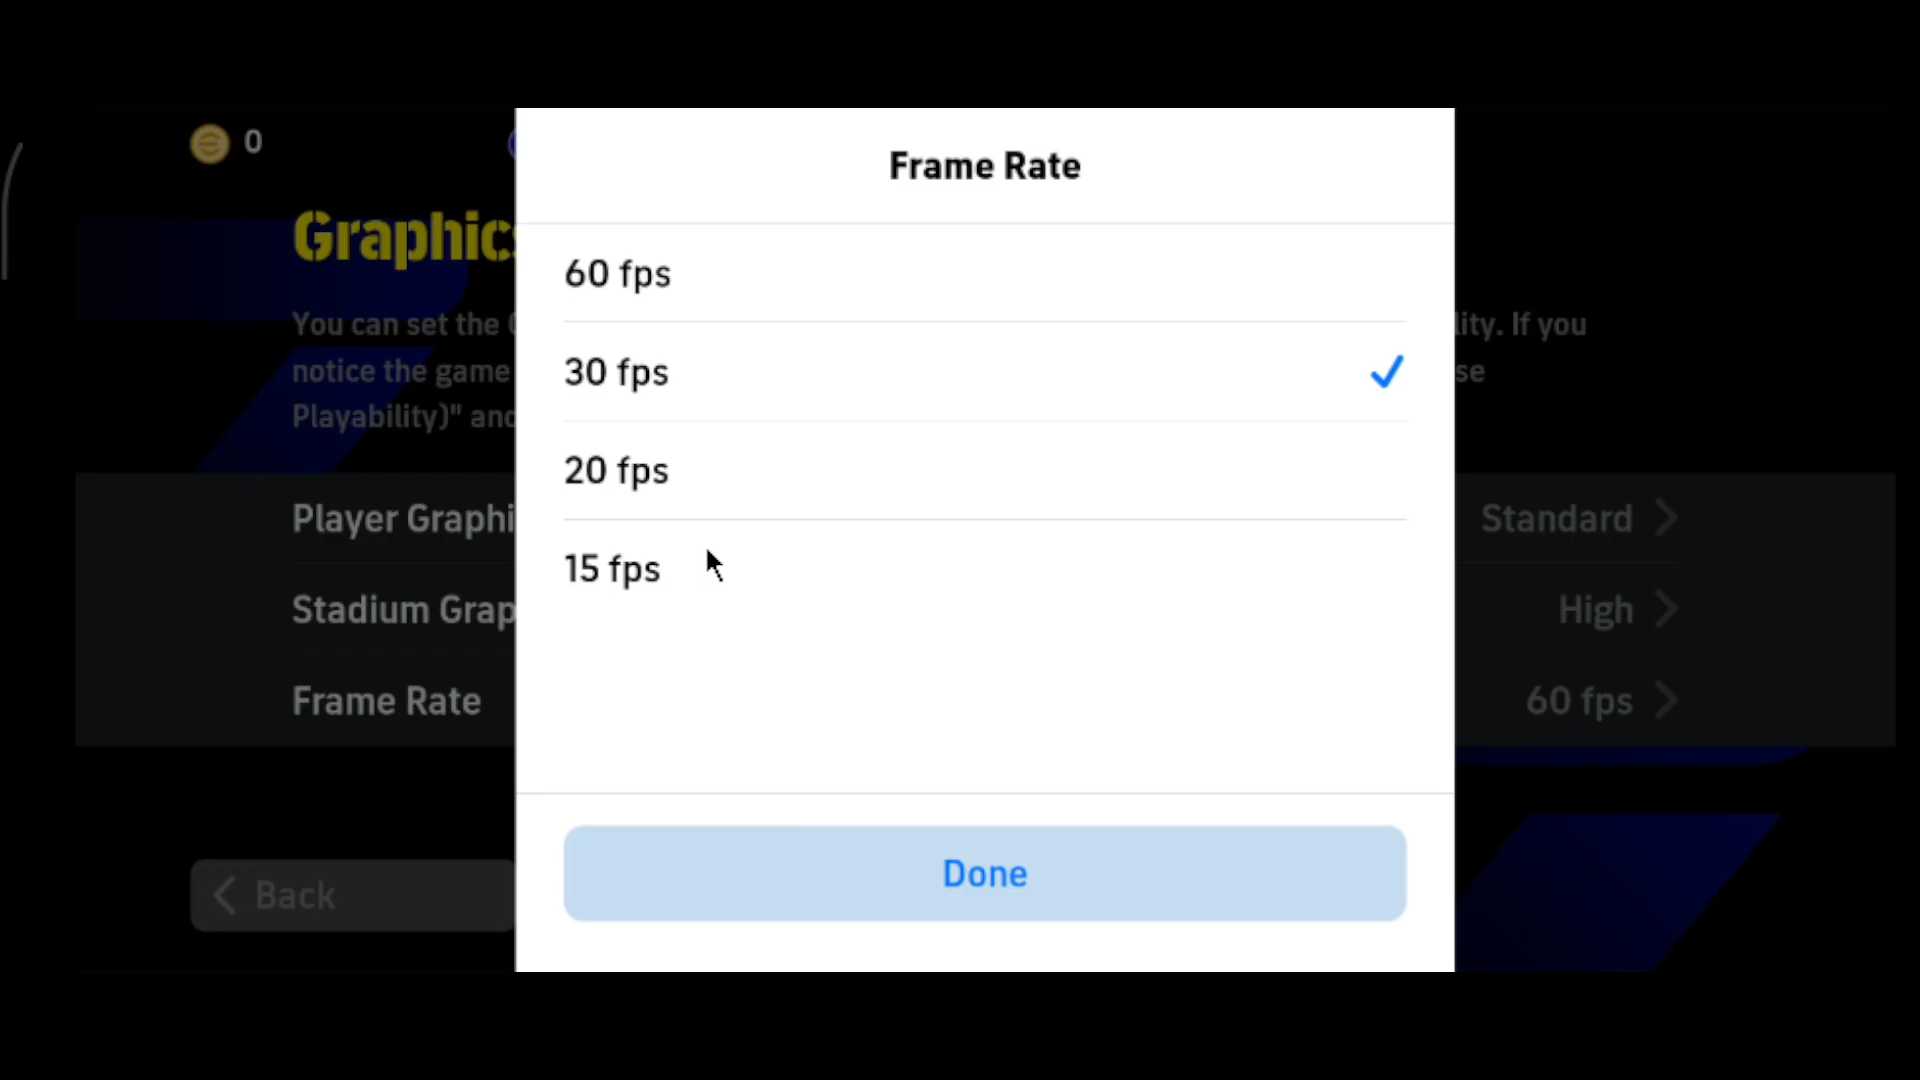 0
Frame Rate
Graphics
60 fps
You can set the
lity. If you
30 fps
notice the game
se
Playability)" and
20 fps
Player Graphi
Standard
15 fps
Stadium Grap
High
Frame Rate
60 fps
Done
Back